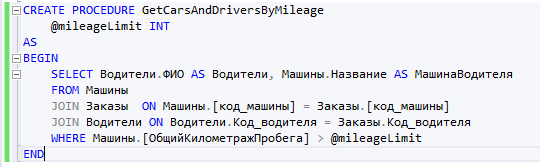 CREATE PROCEDURE GetCarsAndDriversByMileage
@mileageLimit INT
AS
BEGIN
SELECT Водители.ФИО AS Водители, Машины.Название AS МашинаВодителя
FROM Машины
JOIN Заказы ON Машины.[код_машины] = Заказы.[код_машины]
JOIN Водители ON Водители.Код_водителя = Заказы.Код_водителя
WHERE Машины.[ОбщийКилометражПробега] > @mileageLimit
END